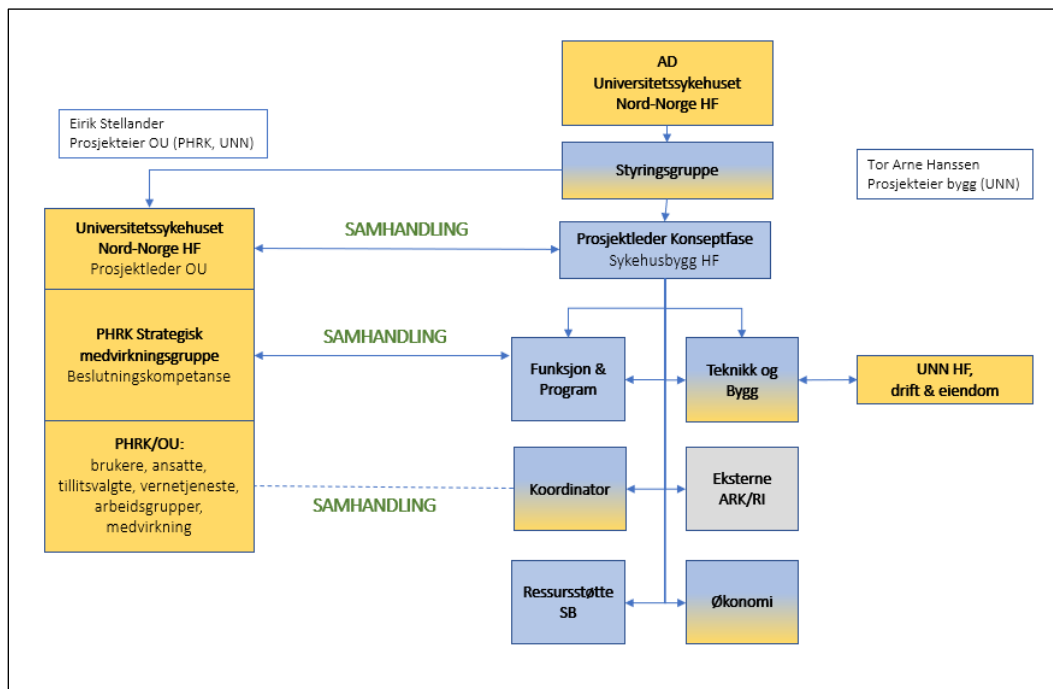 AD
Universitetssykehuset
Nord-Norge HF
Eirik Stellander
Prosjekteier OU (PHRK, UNN)
Styringsgruppe
Tor Arne Hanssen
Prosjekteier bygg (UNN)
Universitetssykehuset
Nord-Norge HF
Prosjektleder OU
SAMHANDLING
Prosjektleder Konseptfase
Sykehusbygg HF
PHRK Strategisk
medvirkningsgruppe
Beslutningskompetanse
SAMHANDLING
Funksjon &
Program
Teknikk og
Bygg
UNN HF,
drift & eiendom
PHRK/OU:
brukere, ansatte,
tillitsvalgte, vernetjeneste,
arbeidsgrupper,
medvirkning
SAMHANDLING
Koordinator
Eksterne
ARK/RI
Ressursstøtte
SB
Økonomi